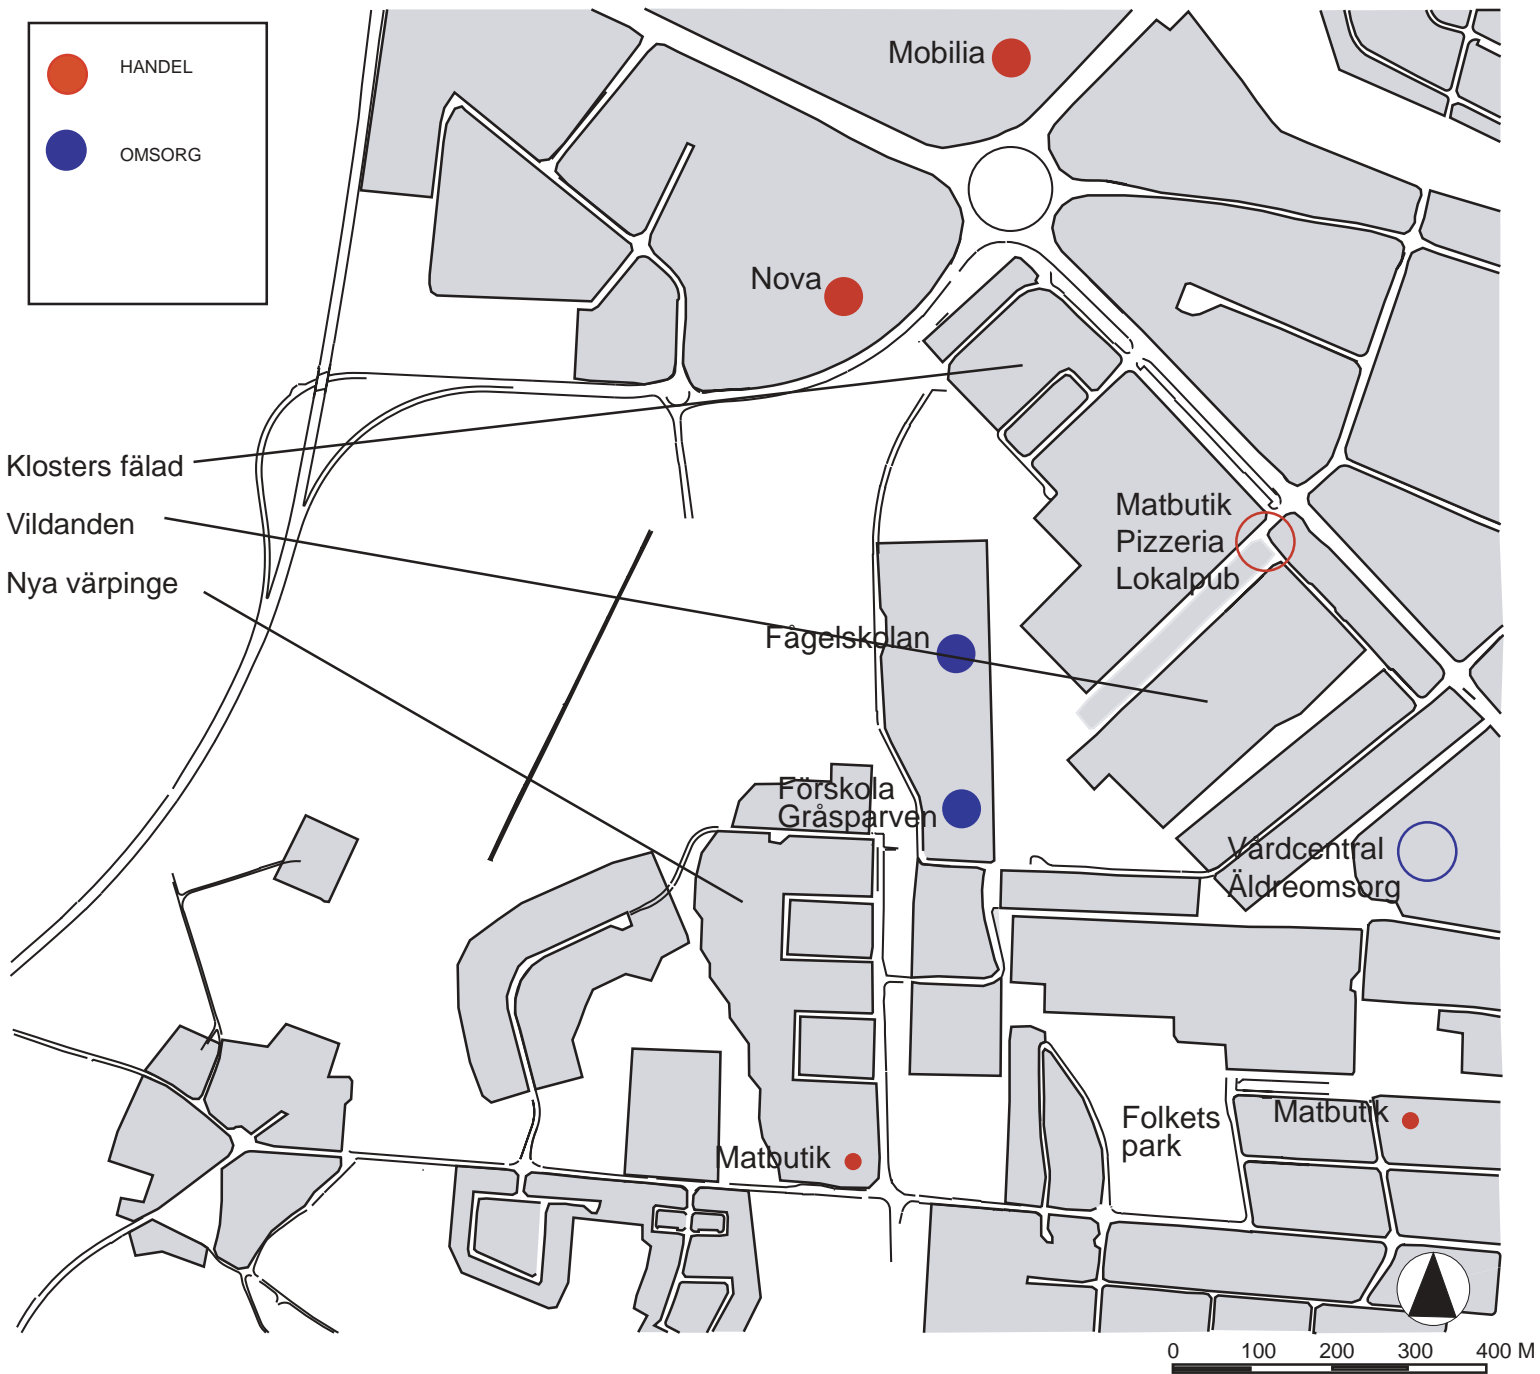 HANDEL
OMSORG
Mobilia
Nova
Klosters fälad
Vildanden
Nya värpinge
Matbutik
Pizzeria
Lokalpub
Fågelskolan
Förskola
Gråsparven
Vårdcentral
Äldreomsorg
Folkets
park
Matbutik
Matbutik
0 100 200 300 400 M